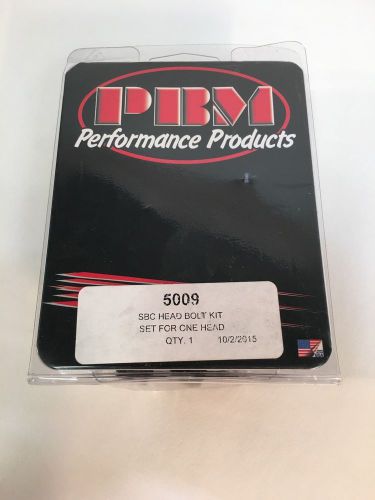 PBM
Performance Products
5009
SBC HEAD BOLT KIT
SET FOR ONE HEAD
QTY. 1 10/2/2015